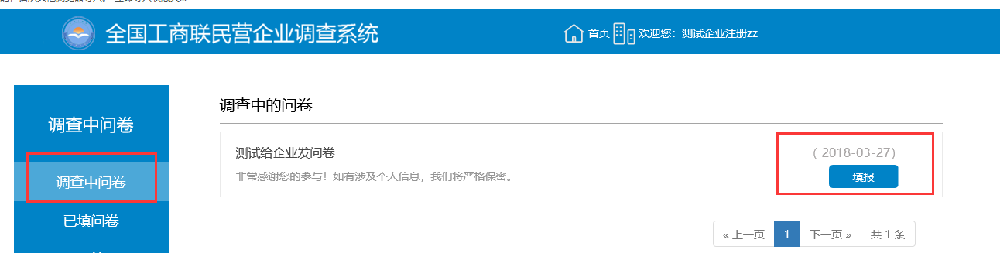 全国工商联民营企业调查系统
首页 欢迎您：测试企业注册zz
调查中问卷
调查中问卷
已填问卷
调查中的问卷
测试给企业发问卷
非常感谢您的参与！如有涉及个人信息，我们将严格保密。
( 2018-03-27)
填报
« 上一页 1 下一页 » 共 1 条